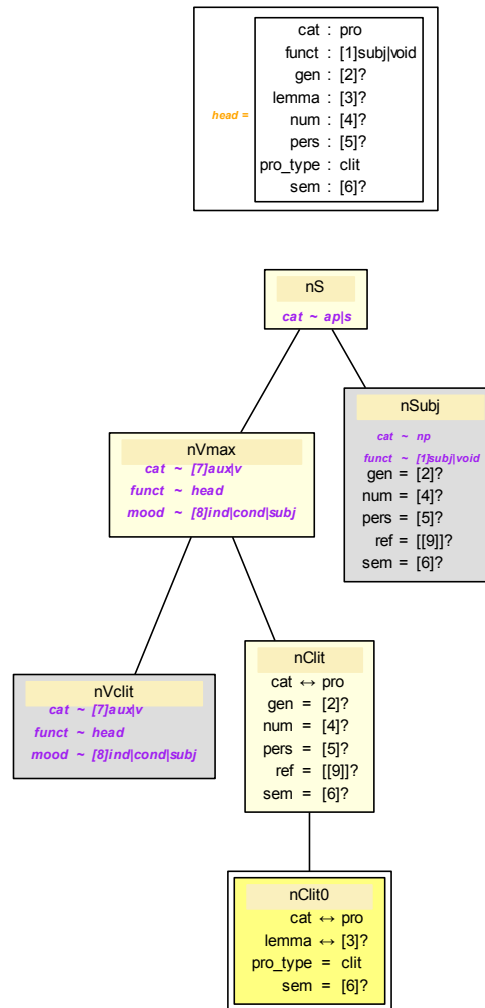 cat : pro
funct : [1]subj|void
gen : [2]?
lemma : [3]?
head =
num : [4]?
pers : [5]?
pro_type : clit
sem : [6]?
nS
cat ~ ap|s
nSubj
cat ~ np
funct ~ [1]subj|void
gen = [2]?
num = [4]?
pers = [5]?
ref = [[9]]?
sem = [6]?
nVmax
cat ~ [7]aux|v
funct ~ head
mood ~ [8]ind|cond|subj
nVclit
cat ~ [7]aux|v
funct ~ head
mood ~ [8]ind|cond|subj
nClit
cat ↔ pro
gen = [2]?
num = [4]?
pers = [5]?
ref = [[9]]?
sem = [6]?
nClit0
cat ↔ pro
lemma ↔ [3]?
pro_type = clit
sem = [6]?